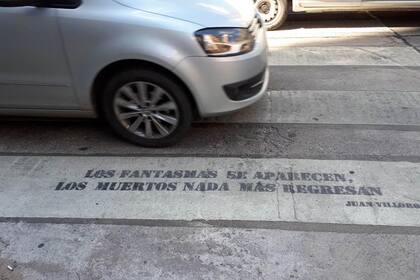 LOS FANTASMAS SE APARECEN;
LOS MUERTOS NADA MÁS REGRESAN
JUAN VILLORO